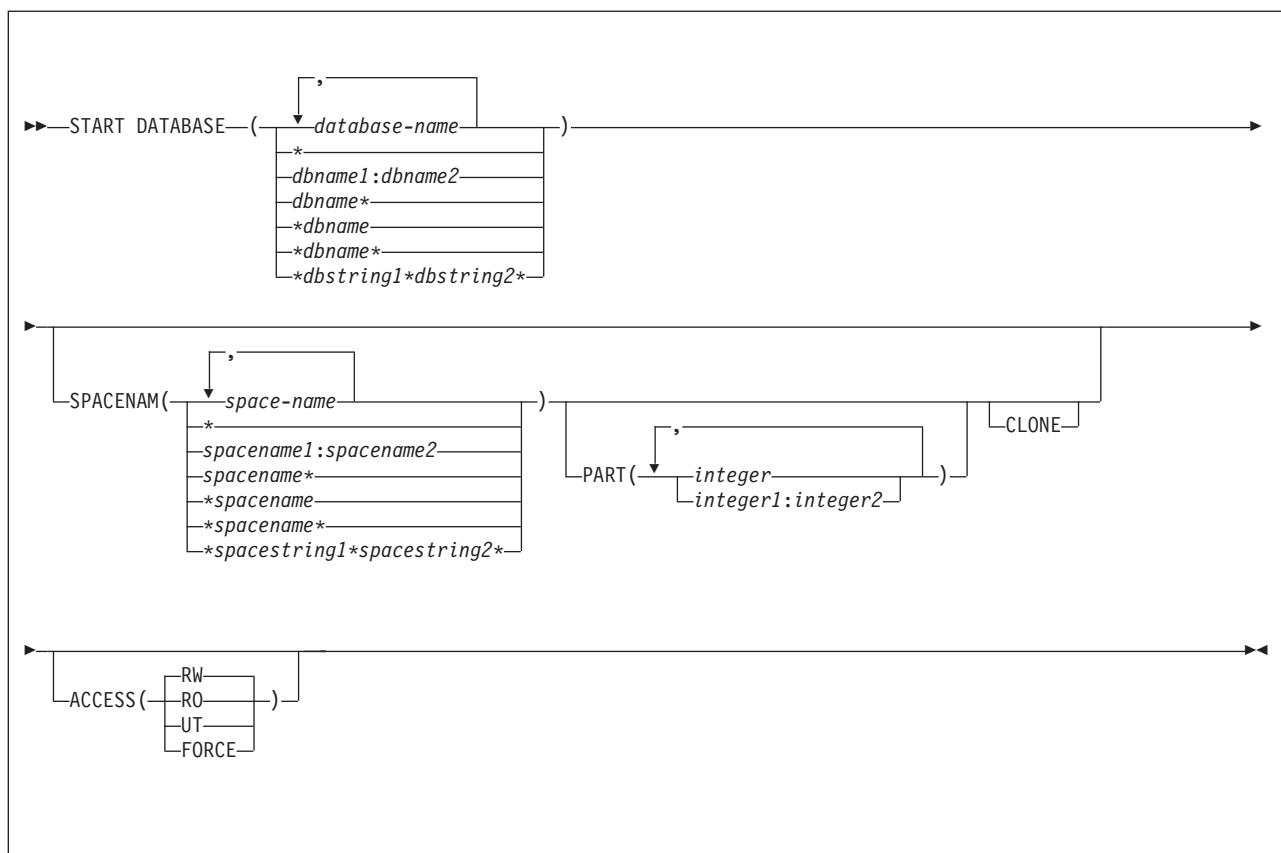 ,
START DATABASE ( database-name )
*
dbname1:dbname2
dbname*
*dbname
*dbname*
*dbstring1*dbstring2*
, ,
SPACENAM( space-name ) PART( integer ) CLONE
*
spacename1:spacename2
spacename*
*spacename
*spacename*
*spacestring1*spacestring2*
integer1:integer2
RW
ACCESS( RO )
UT
FORCE